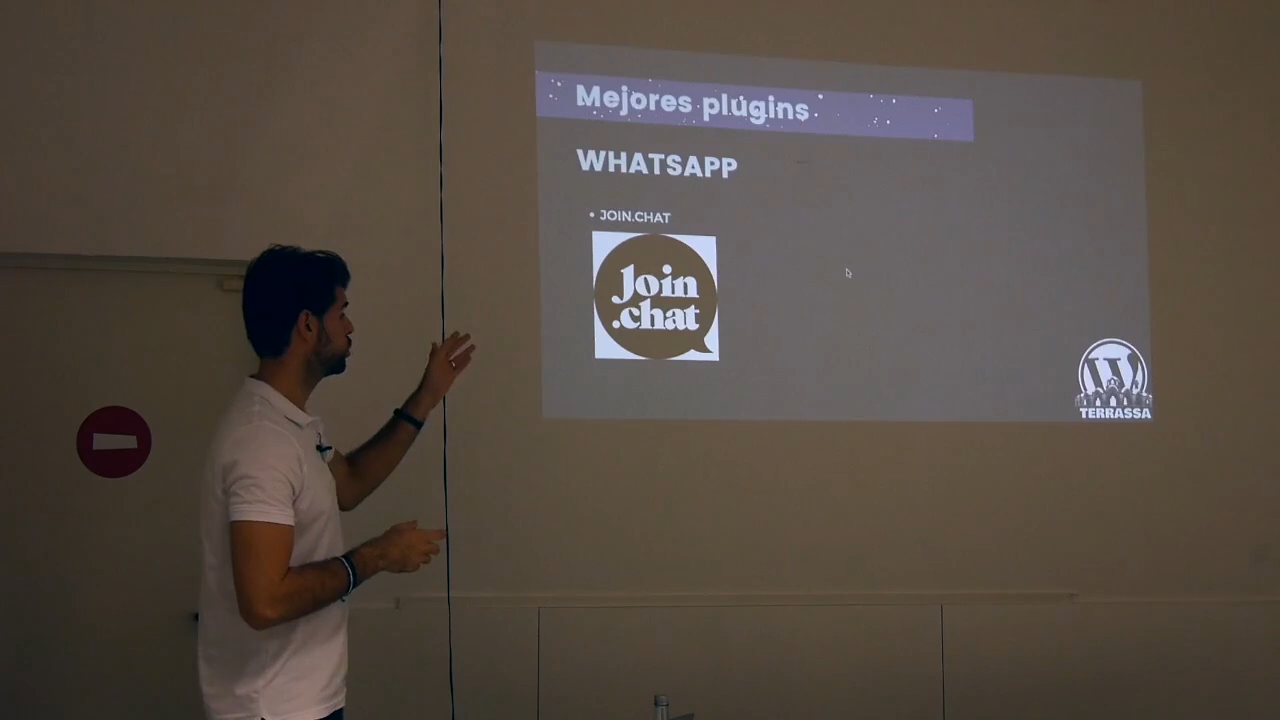 Mejores plugins
WHATSAPP
• JOIN.CHAT
Join
.chat
TERRASSA